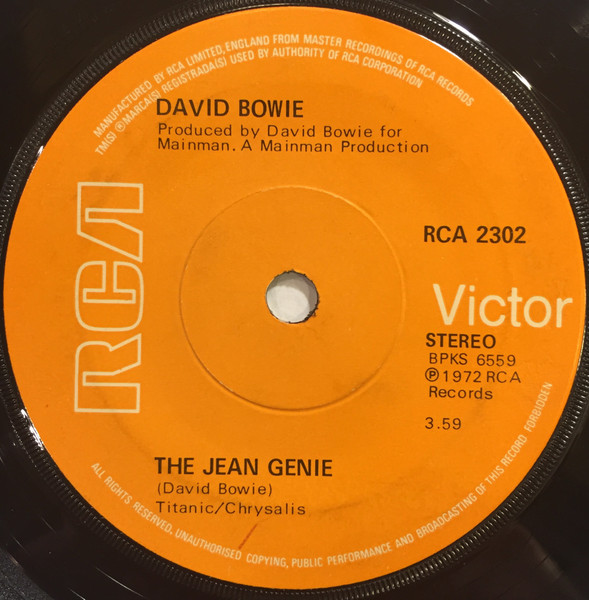 MANUFACTURED BY RCA LIMITED, ENGLAND FROM MASTER RECORDINGS OF RCA RECORDS
TM(S) ®MARCA(S) REGISTRADA(S) USED BY AUTHORITY OF RCA CORPORATION
DAVID BOWIE
Produced by David Bowie for
Mainman. A Mainman Production
RCA
RCA 2302
Victor
STEREO
BPKS 6559
℗1972 RCA
Records
3.59
THE JEAN GENIE
(David Bowie)
Titanic/Chrysalis
ALL RIGHTS RESERVED, UNAUTHORISED COPYING, PUBLIC PERFORMANCE AND BROADCASTING OF THIS RECORD FORBIDDEN